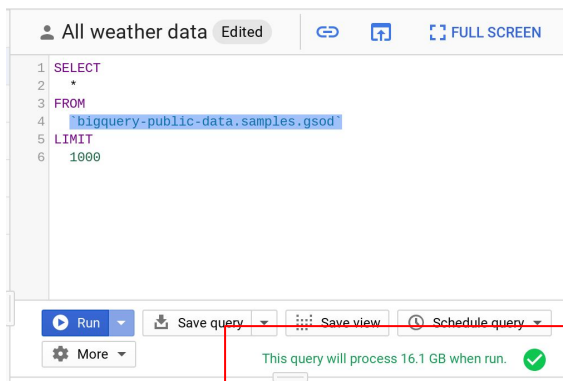 All weather data Edited FULL SCREEN
1 SELECT
2   *
3 FROM
4   `bigquery-public-data.samples.gsod`
5 LIMIT
6   1000
Run Save query Save view Schedule query
More This query will process 16.1 GB when run.